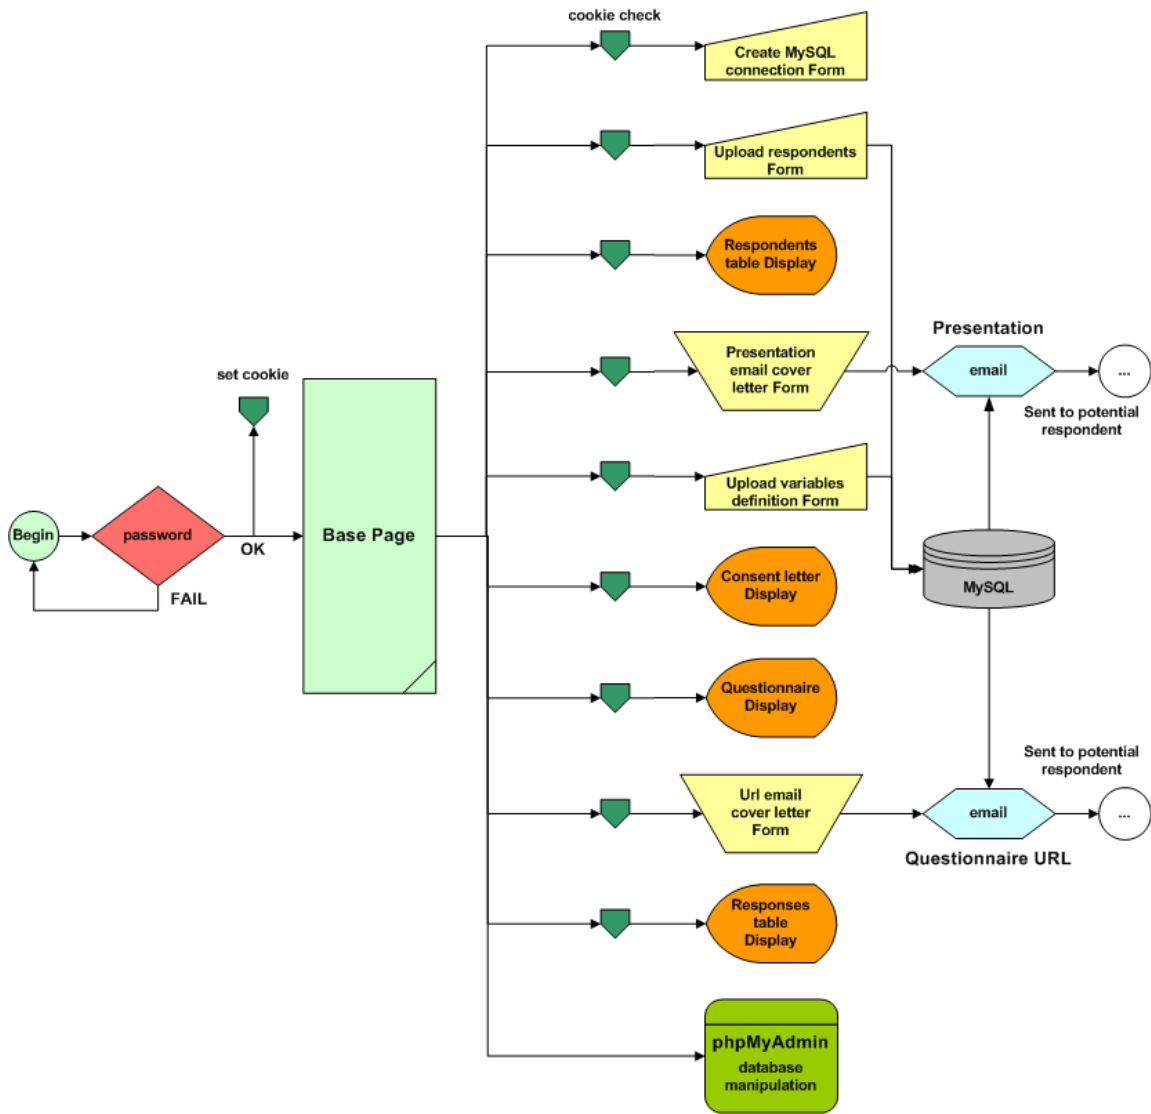 cookie check
Create MySQL
connection Form
Upload respondents
Form
Respondents
table Display
Presentation
Presentation
email cover
letter Form
email
...
Sent to potential
respondent
set cookie
Upload variables
definition Form
Begin
password
OK
FAIL
Base Page
Consent letter
Display
MySQL
Questionnaire
Display
Sent to potential
respondent
Url email
cover letter
Form
email
...
Questionnaire URL
Responses
table
Display
phpMyAdmin
database
manipulation